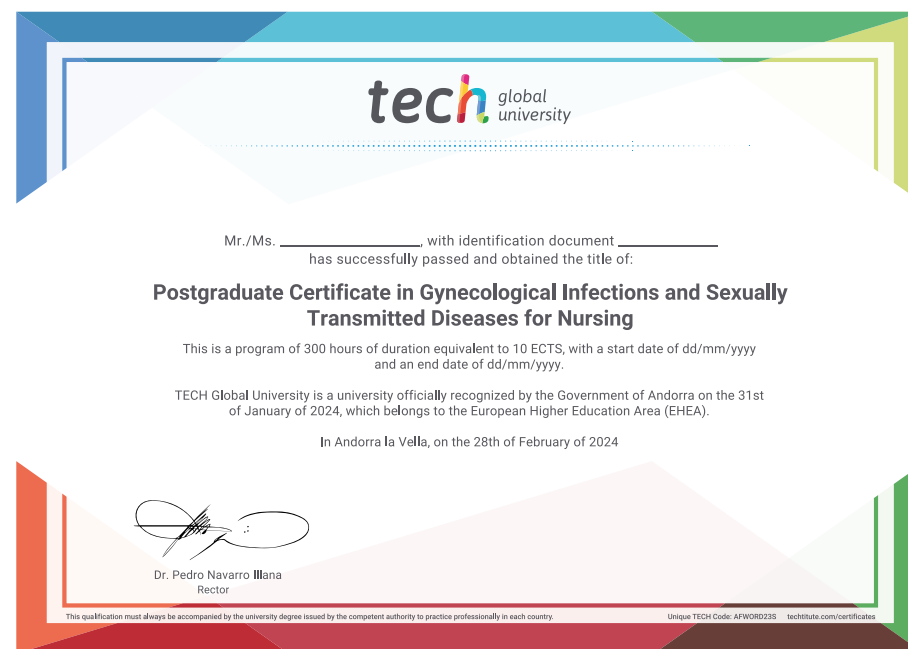 tech global university
Mr./Ms. ____________, with identification document ____________
has successfully passed and obtained the title of:
Postgraduate Certificate in Gynecological Infections and Sexually
Transmitted Diseases for Nursing
This is a program of 300 hours of duration equivalent to 10 ECTS, with a start date of dd/mm/yyyy
and an end date of dd/mm/yyyy.
TECH Global University is a university officially recognized by the Government of Andorra on the 31st
of January of 2024, which belongs to the European Higher Education Area (EHEA).
In Andorra la Vella, on the 28th of February of 2024
Dr. Pedro Navarro Illana
Rector
This qualification must always be accompanied by the university degree issued by the competent authority to practice professionally in each country.
Unique TECH Code: AFWORD23S techtitute.com/certificates